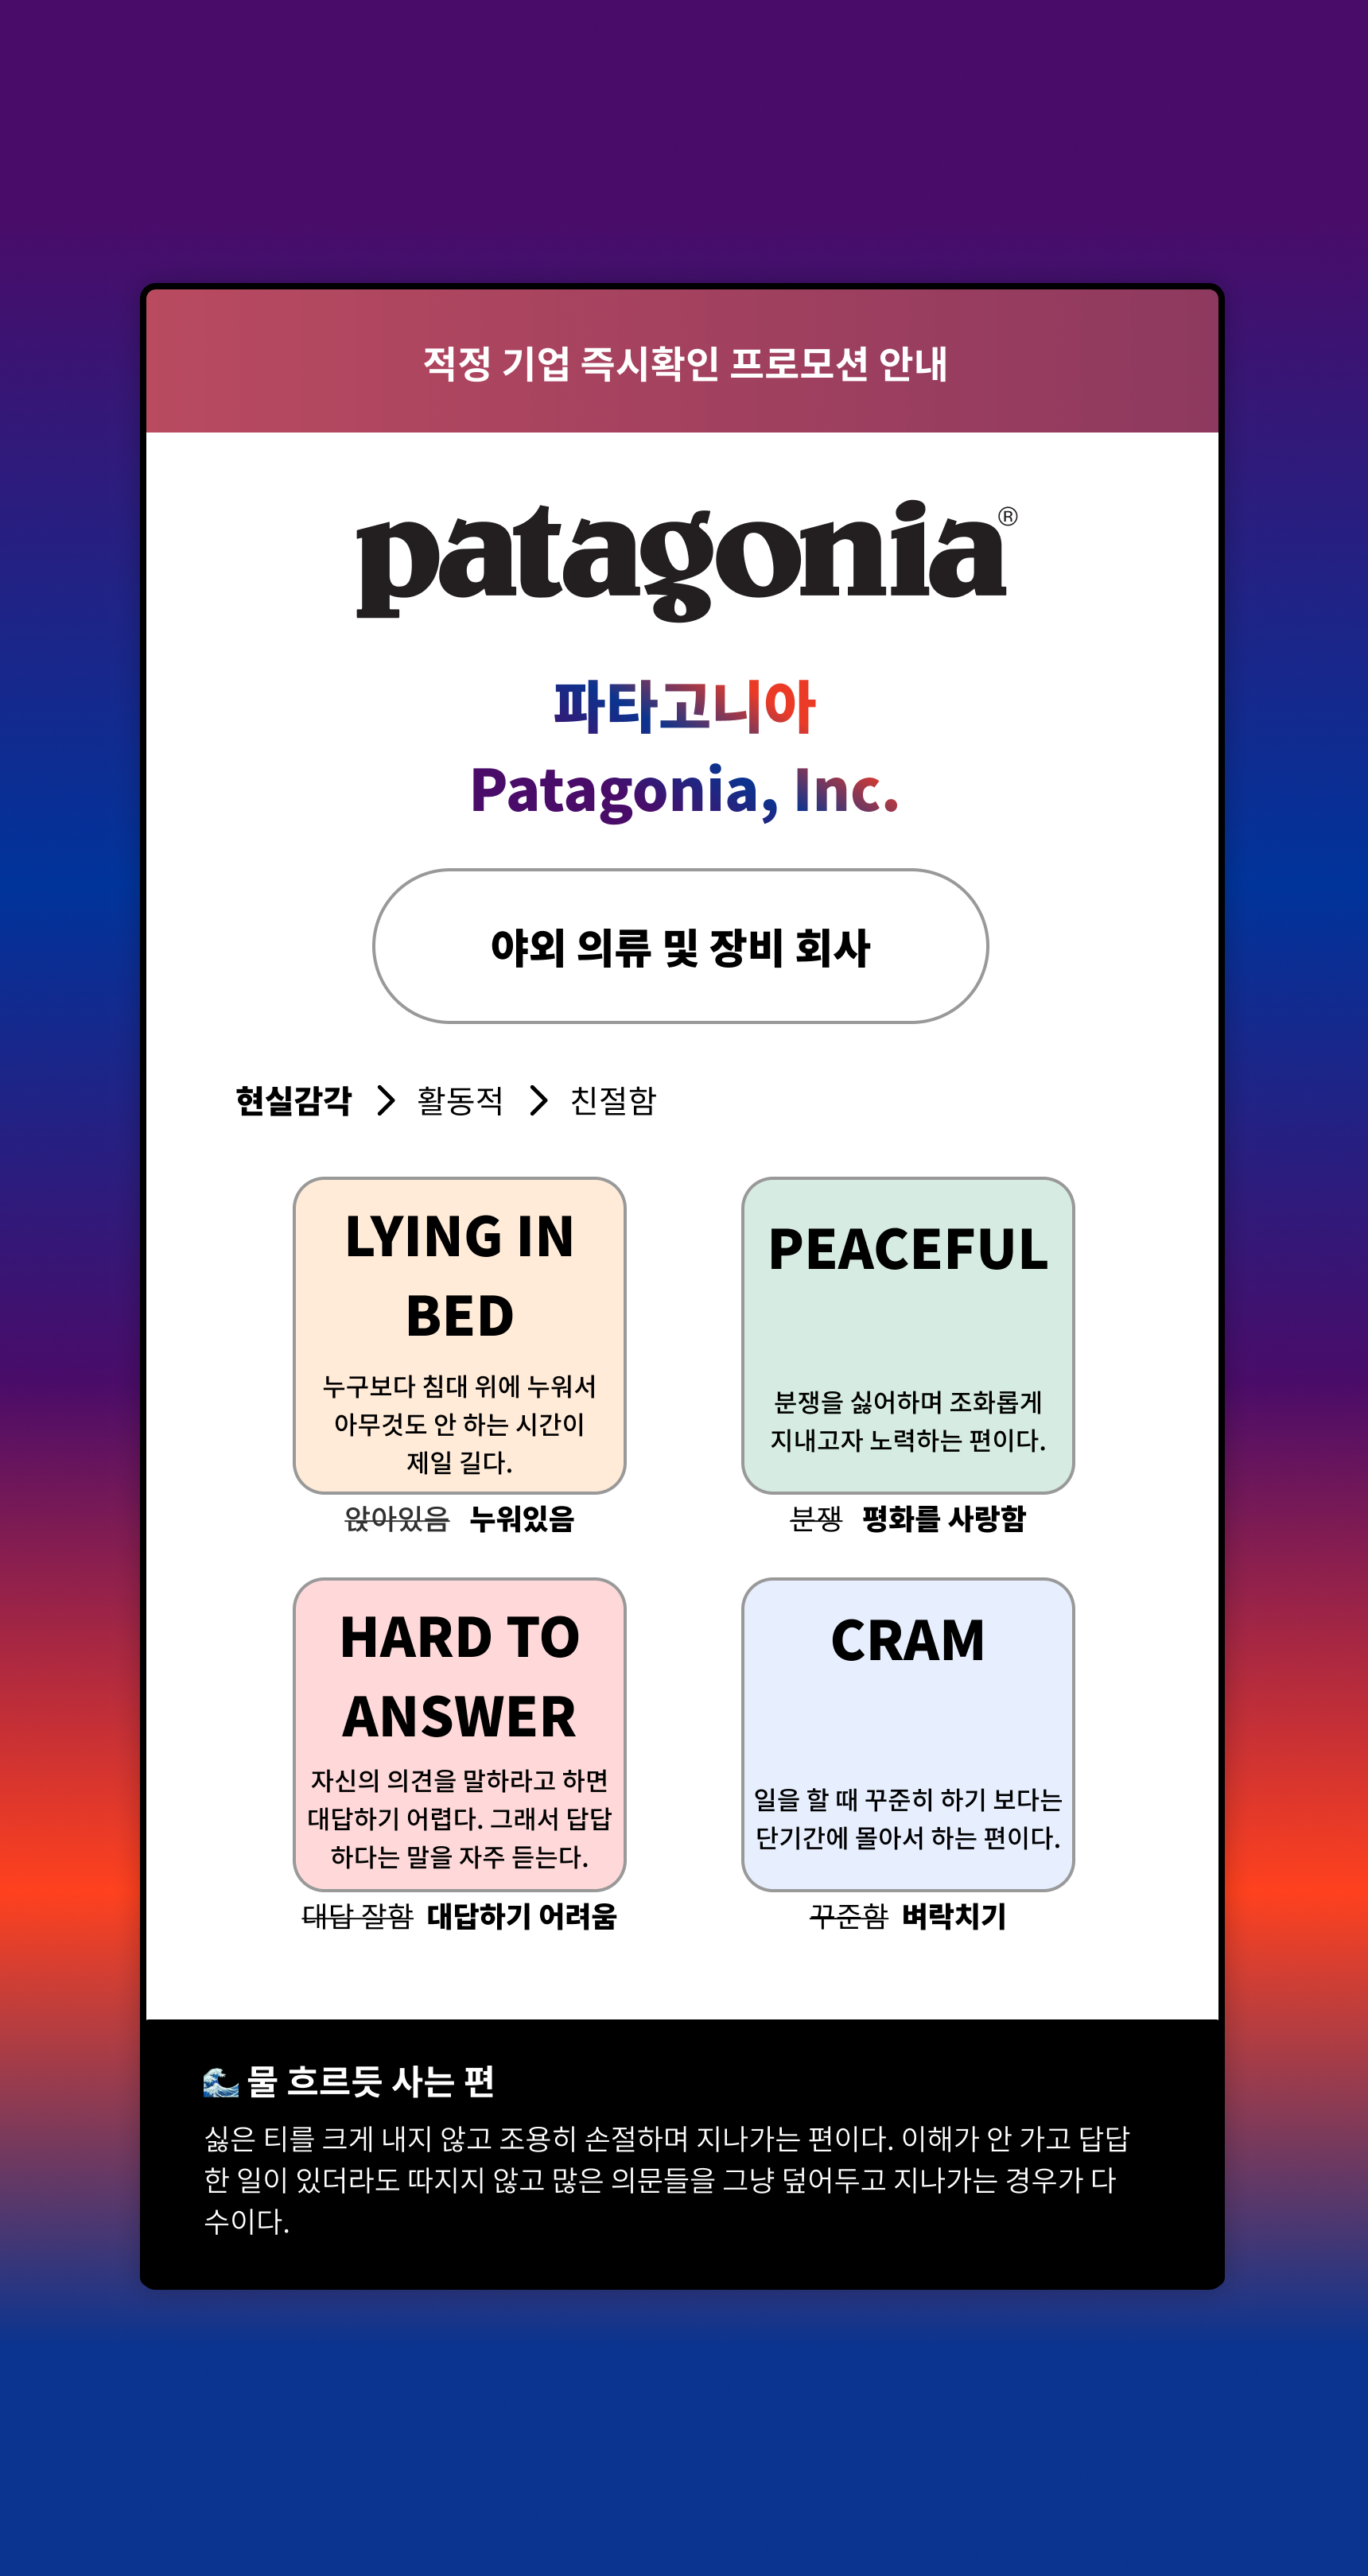 적정 기업 즉시확인 프로모션 안내
patagonia®
파타고니아
Patagonia, Inc.
야외 의류 및 장비 회사
현실감각 > 활동적 > 친절함
LYING IN
BED
누구보다 침대 위에 누워서
아무것도 안 하는 시간이
제일 길다.
앉아있음 누워있음
PEACEFUL
분쟁을 싫어하며 조화롭게
지내고자 노력하는 편이다.
분쟁 평화를 사랑함
HARD TO
ANSWER
자신의 의견을 말하라고 하면
대답하기 어렵다. 그래서 답답
하다는 말을 자주 듣는다.
대답 잘함 대답하기 어려움
CRAM
일을 할 때 꾸준히 하기 보다는
단기간에 몰아서 하는 편이다.
꾸준함 벼락치기
🌊 물 흐르듯 사는 편
싫은 티를 크게 내지 않고 조용히 손절하며 지나가는 편이다. 이해가 안 가고 답답
한 일이 있더라도 따지지 않고 많은 의문들을 그냥 덮어두고 지나가는 경우가 다
수이다.